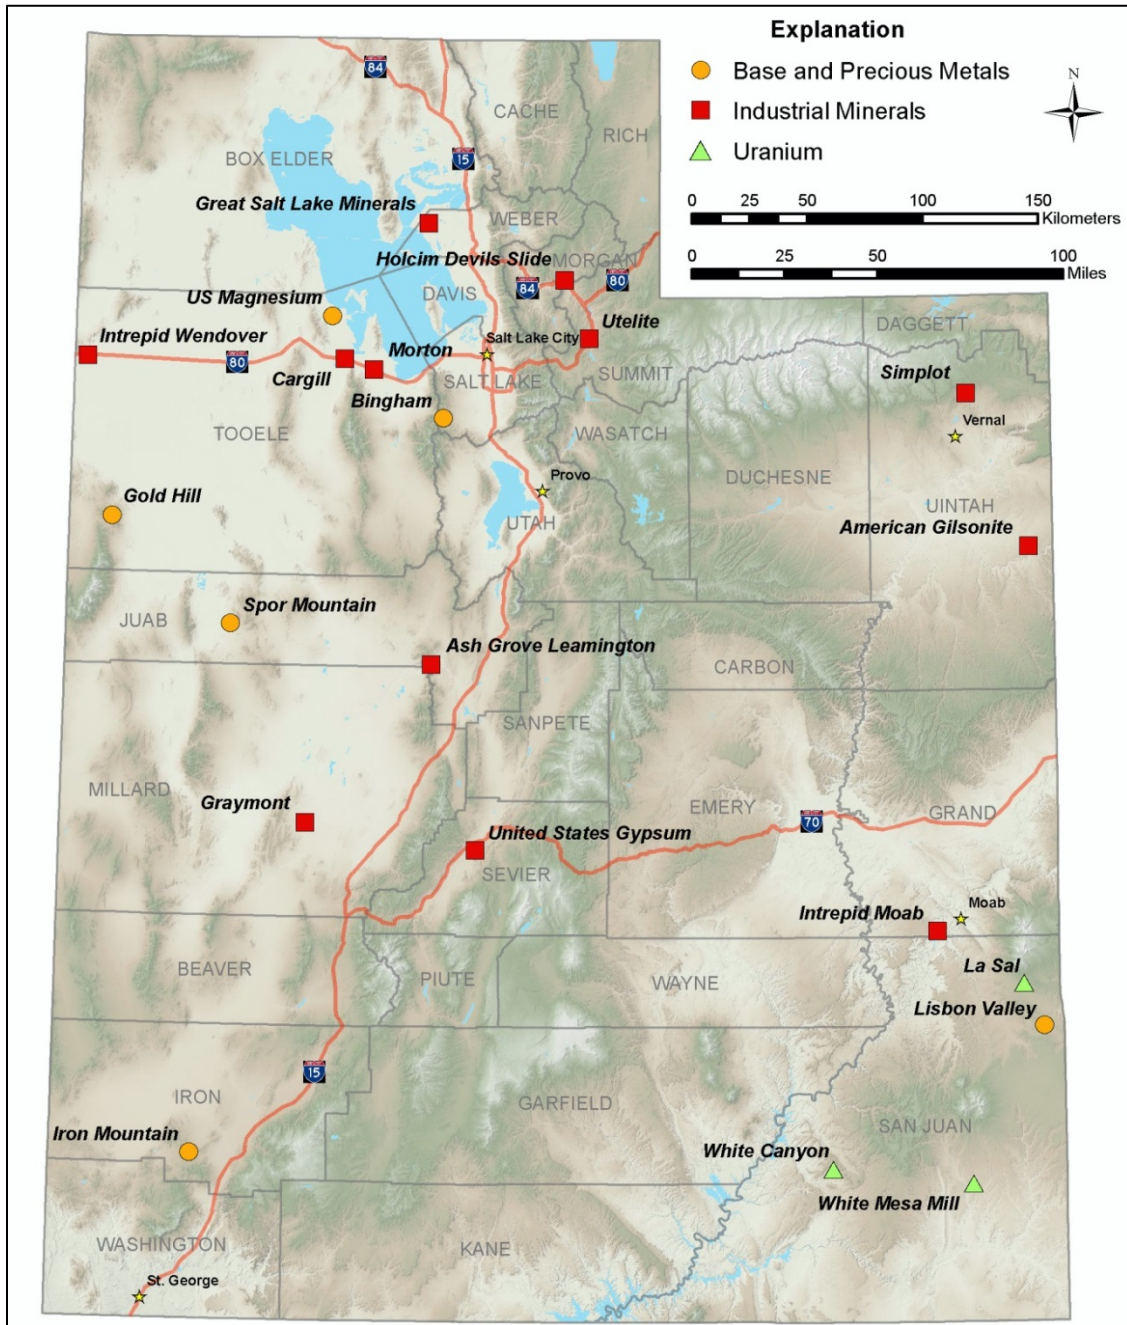 Explanation
Base and Precious Metals
Industrial Minerals
Uranium
N
0 50 100 150
Kilometers
0 25 50 100
Miles
84
CACHE
RICH
15
BOX ELDER
Great Salt Lake Minerals
WEBER
Holcim Devils Slide
MORGAN
84
80
DAVIS
US Magnesium
Utelite
DAGGETT
Intrepid Wendover
80
Morton
Salt Lake City
Cargill
SALT LAKE
SUMMIT
Simplot
Bingham
Vernal
TOOELE
WASATCH
Provo
DUCHESNE
Gold Hill
UTAH
UINTAH
American Gilsonite
Spor Mountain
JUAB
Ash Grove Leamington
CARBON
SANPETE
MILLARD
Graymont
EMERY
70
GRAND
United States Gypsum
SEVIER
Moab
Intrepid Moab
BEAVER
PIUTE
WAYNE
La Sal
Lisbon Valley
15
IRON
GARFIELD
Iron Mountain
SAN JUAN
White Canyon
White Mesa Mill
WASHINGTON
KANE
St. George